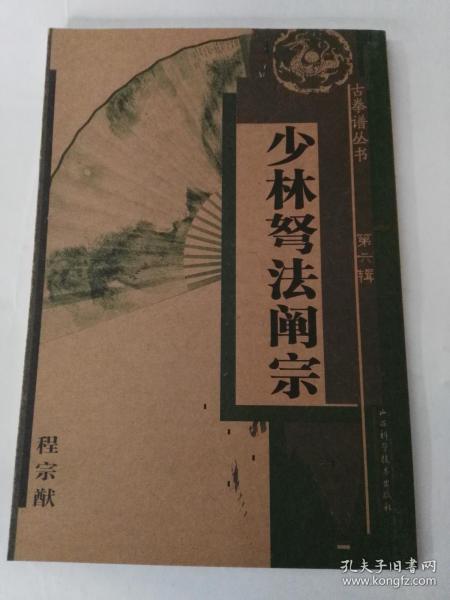 古拳谱丛书
第六辑
少林弩法阐宗
程宗猷
山西科学技术出版社
孔夫子旧书网
www.kongfz.com